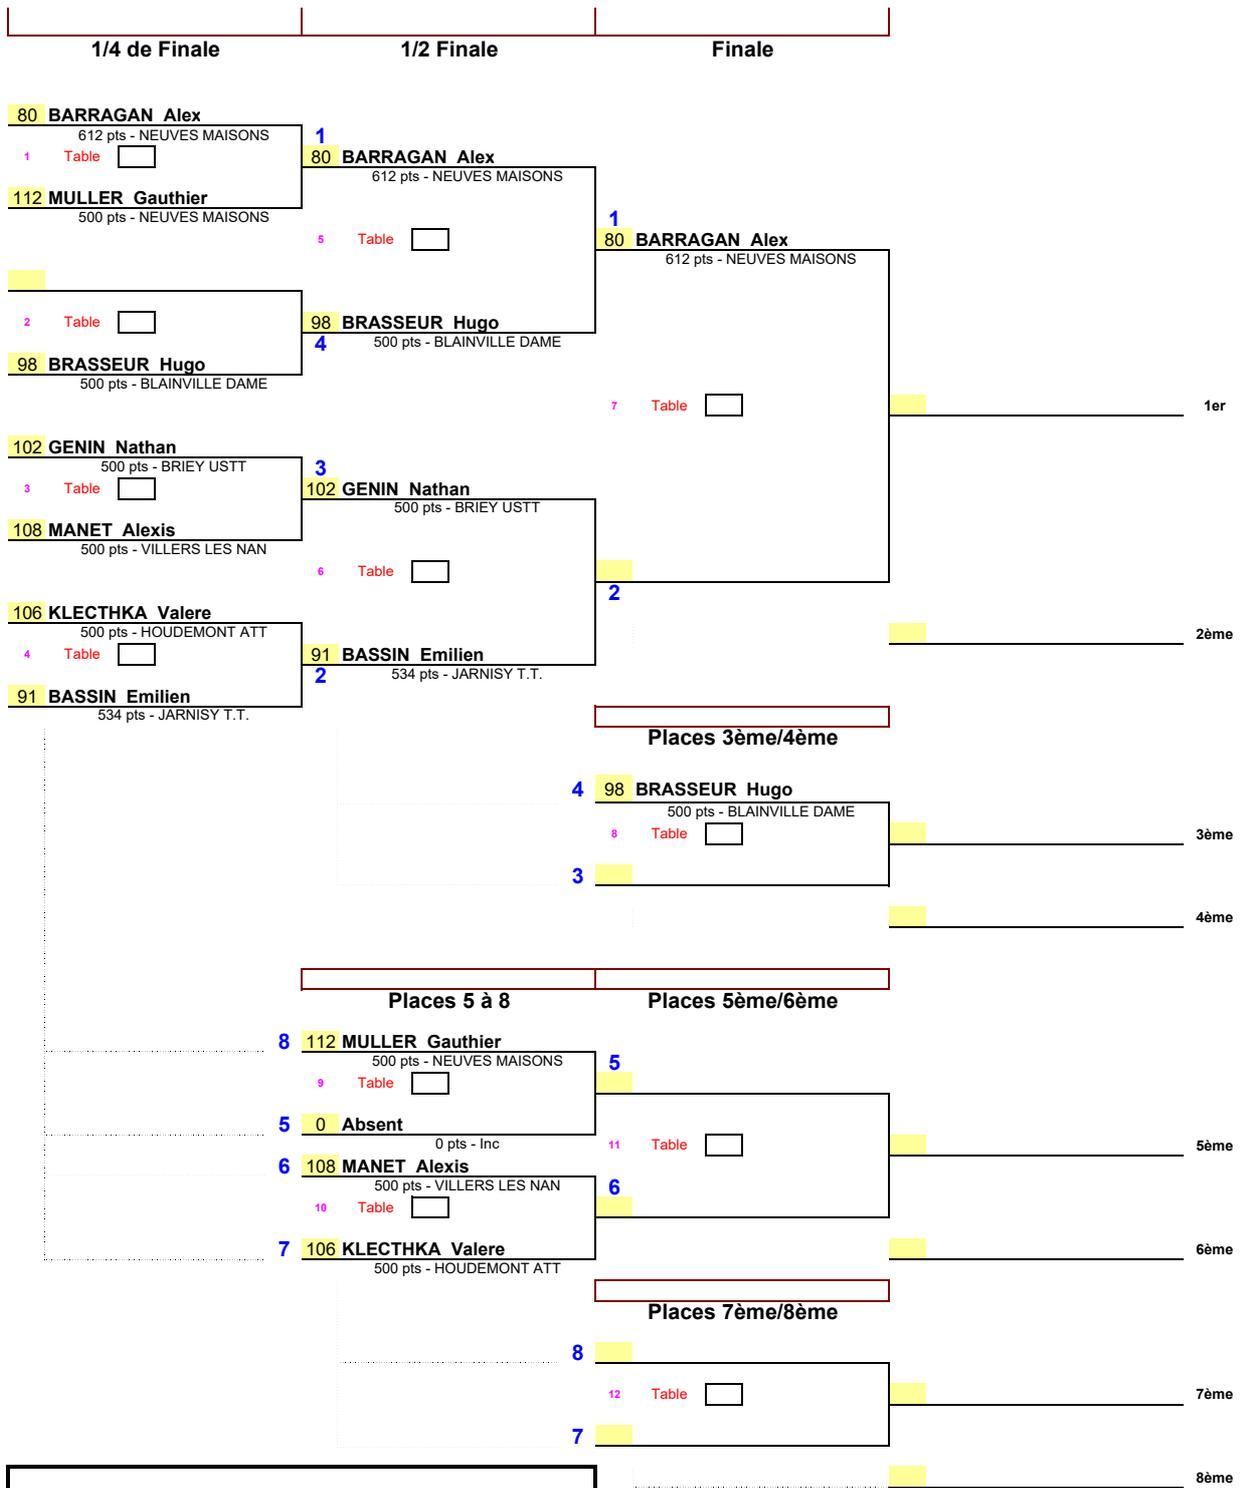 1/4 de Finale 1/2 Finale Finale
80 BARRAGAN Alex
612 pts - NEUVES MAISONS 1
1 Table 80 BARRAGAN Alex
612 pts - NEUVES MAISONS
112 MULLER Gauthier
500 pts - NEUVES MAISONS 1
5 Table 80 BARRAGAN Alex
612 pts - NEUVES MAISONS
2 Table 98 BRASSEUR Hugo
4 500 pts - BLAINVILLE DAME
98 BRASSEUR Hugo
500 pts - BLAINVILLE DAME
7 Table 1er
102 GENIN Nathan
500 pts - BRIEY USTT 3
3 Table 102 GENIN Nathan
500 pts - BRIEY USTT
108 MANET Alexis
500 pts - VILLERS LES NAN
6 Table
2
106 KLECTHKA Valere
500 pts - HOUDEMONT ATT 2ème
4 Table 91 BASSIN Emilien
2 534 pts - JARNISY T.T.
91 BASSIN Emilien
534 pts - JARNISY T.T.
Places 3ème/4ème
4 98 BRASSEUR Hugo
500 pts - BLAINVILLE DAME
8 Table 3ème
3
4ème
Places 5 à 8 Places 5ème/6ème
8 112 MULLER Gauthier
500 pts - NEUVES MAISONS 5
9 Table
5 0 Absent
0 pts - Inc 11 Table 5ème
6 108 MANET Alexis
500 pts - VILLERS LES NAN 6
10 Table
7 106 KLECTHKA Valere 6ème
500 pts - HOUDEMONT ATT
Places 7ème/8ème
8
12 Table 7ème
7
8ème